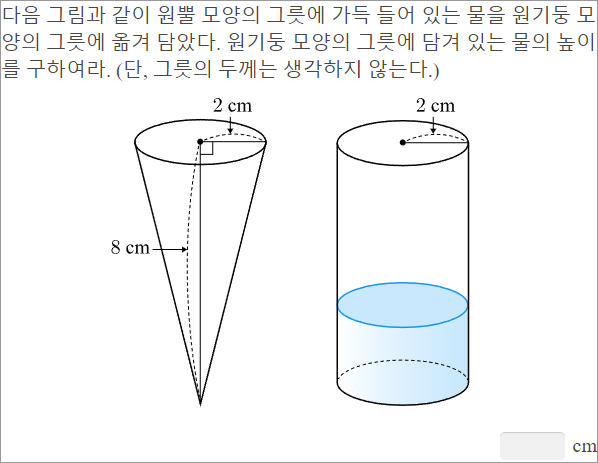 다음 그림과 같이 원뿔 모양의 그릇에 가득 들어 있는 물을 원기둥 모
양의 그릇에 옮겨 담았다. 원기둥 모양의 그릇에 담겨 있는 물의 높이
를 구하여라. (단, 그릇의 두께는 생각하지 않는다.)
2 cm
2 cm
8 cm
cm